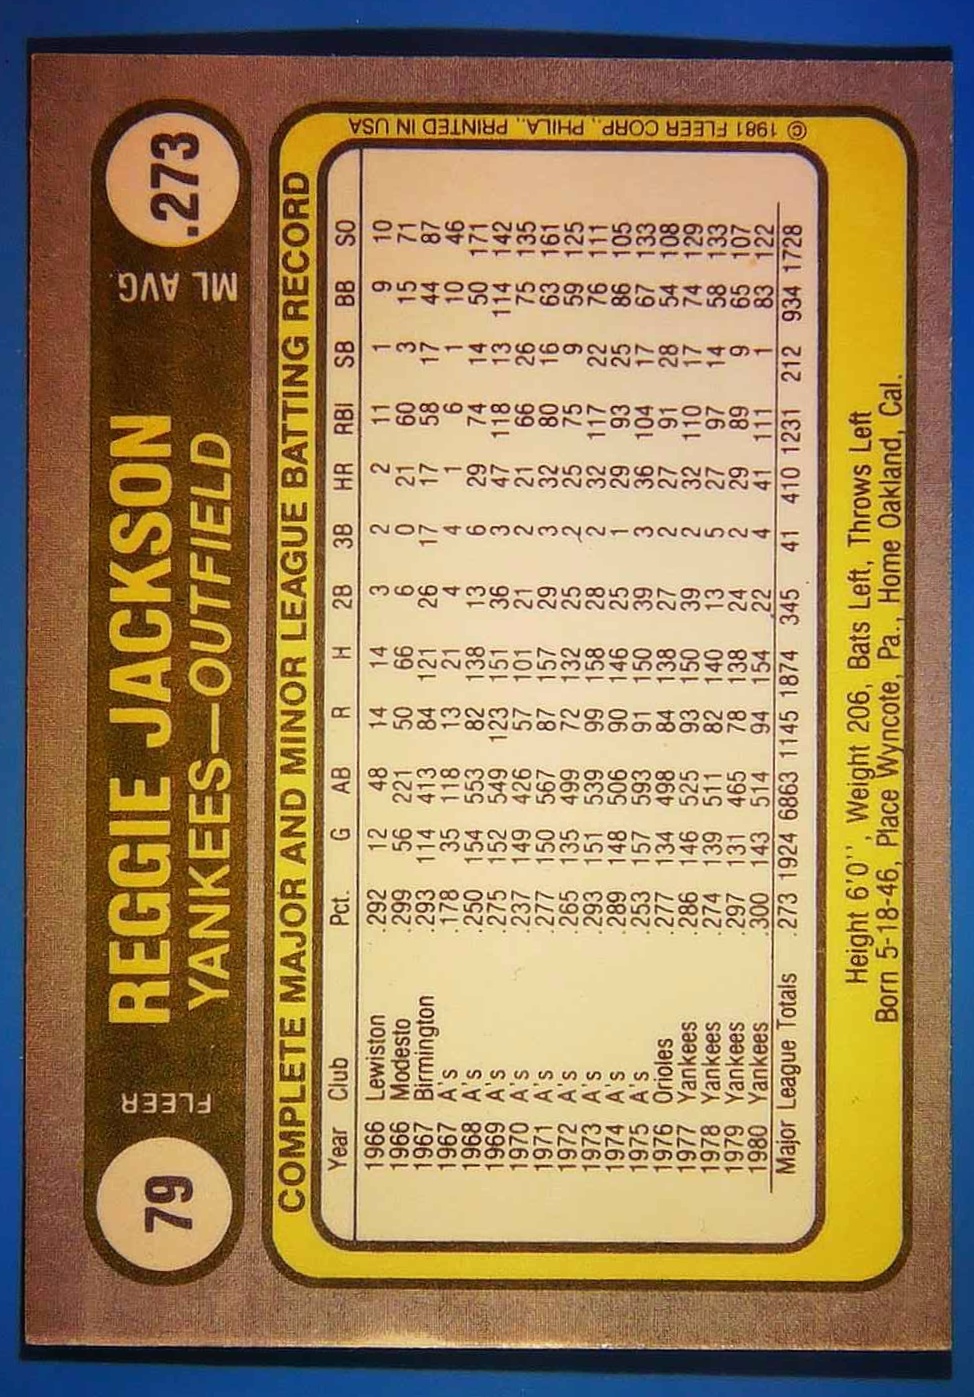 79
FLEER
REGGIE JACKSON
YANKEES—OUTFIELD
ML AVG.
.273
COMPLETE MAJOR AND MINOR LEAGUE BATTING RECORD
Year Club Pct. G AB R H 2B 3B HR RBI SB BB SO
1966 Lewiston .292 12 48 14 14 3 2 2 11 1 9 10
1966 Modesto .299 56 221 50 66 6 0 21 60 3 15 71
1967 Birmington .293 114 413 84 121 26 17 17 58 17 44 87
1967 A's .178 35 118 13 21 4 4 1 6 1 10 46
1968 A's .250 154 553 82 138 13 6 29 74 14 50 171
1969 A's .275 152 549 123 151 36 3 47 118 13 114 142
1970 A's .237 149 426 57 101 21 2 21 66 26 75 135
1971 A's .277 150 567 87 157 29 3 32 80 16 63 161
1972 A's .265 135 499 72 132 25 2 25 75 9 59 125
1973 A's .293 151 539 99 158 28 2 32 117 22 76 111
1974 A's .289 148 506 90 146 25 1 29 93 25 86 105
1975 A's .253 157 593 91 150 39 3 36 104 17 67 133
1976 Orioles .277 134 498 84 138 27 2 27 91 28 54 108
1977 Yankees .286 146 525 93 150 39 2 32 110 17 74 129
1978 Yankees .274 139 511 82 140 13 5 27 97 14 58 133
1979 Yankees .297 131 465 78 138 24 2 29 89 9 65 107
1980 Yankees .300 143 514 94 154 22 4 41 111 1 83 122
Major League Totals .273 1924 6863 1145 1874 345 41 410 1231 212 934 1728
Height 6'0'', Weight 206, Bats Left, Throws Left
Born 5-18-46, Place Wyncote, Pa., Home Oakland, Cal.
© 1981 FLEER CORP., PHILA., PRINTED IN USA